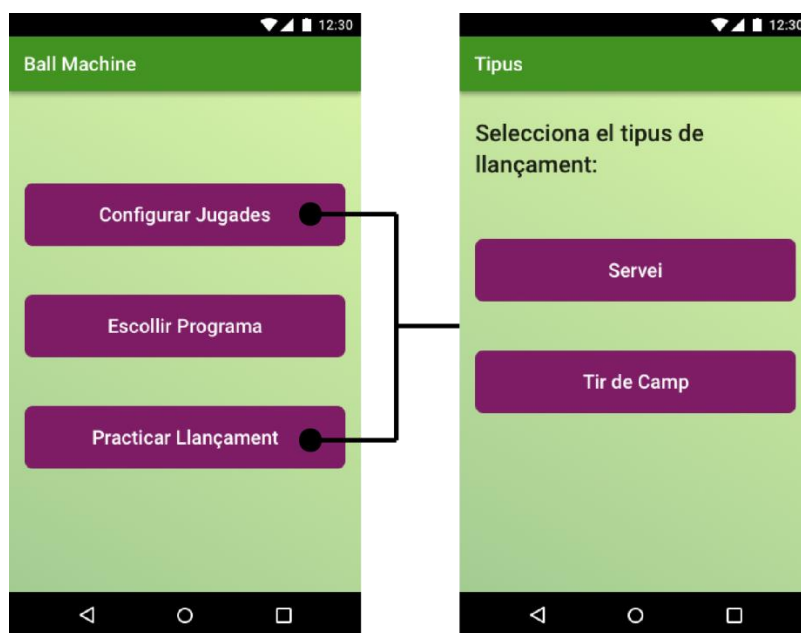 12:30
Ball Machine
Configurar Jugades
Escollir Programa
Practicar Llançament
12:30
Tipus
Selecciona el tipus de
llançament:
Servei
Tir de Camp